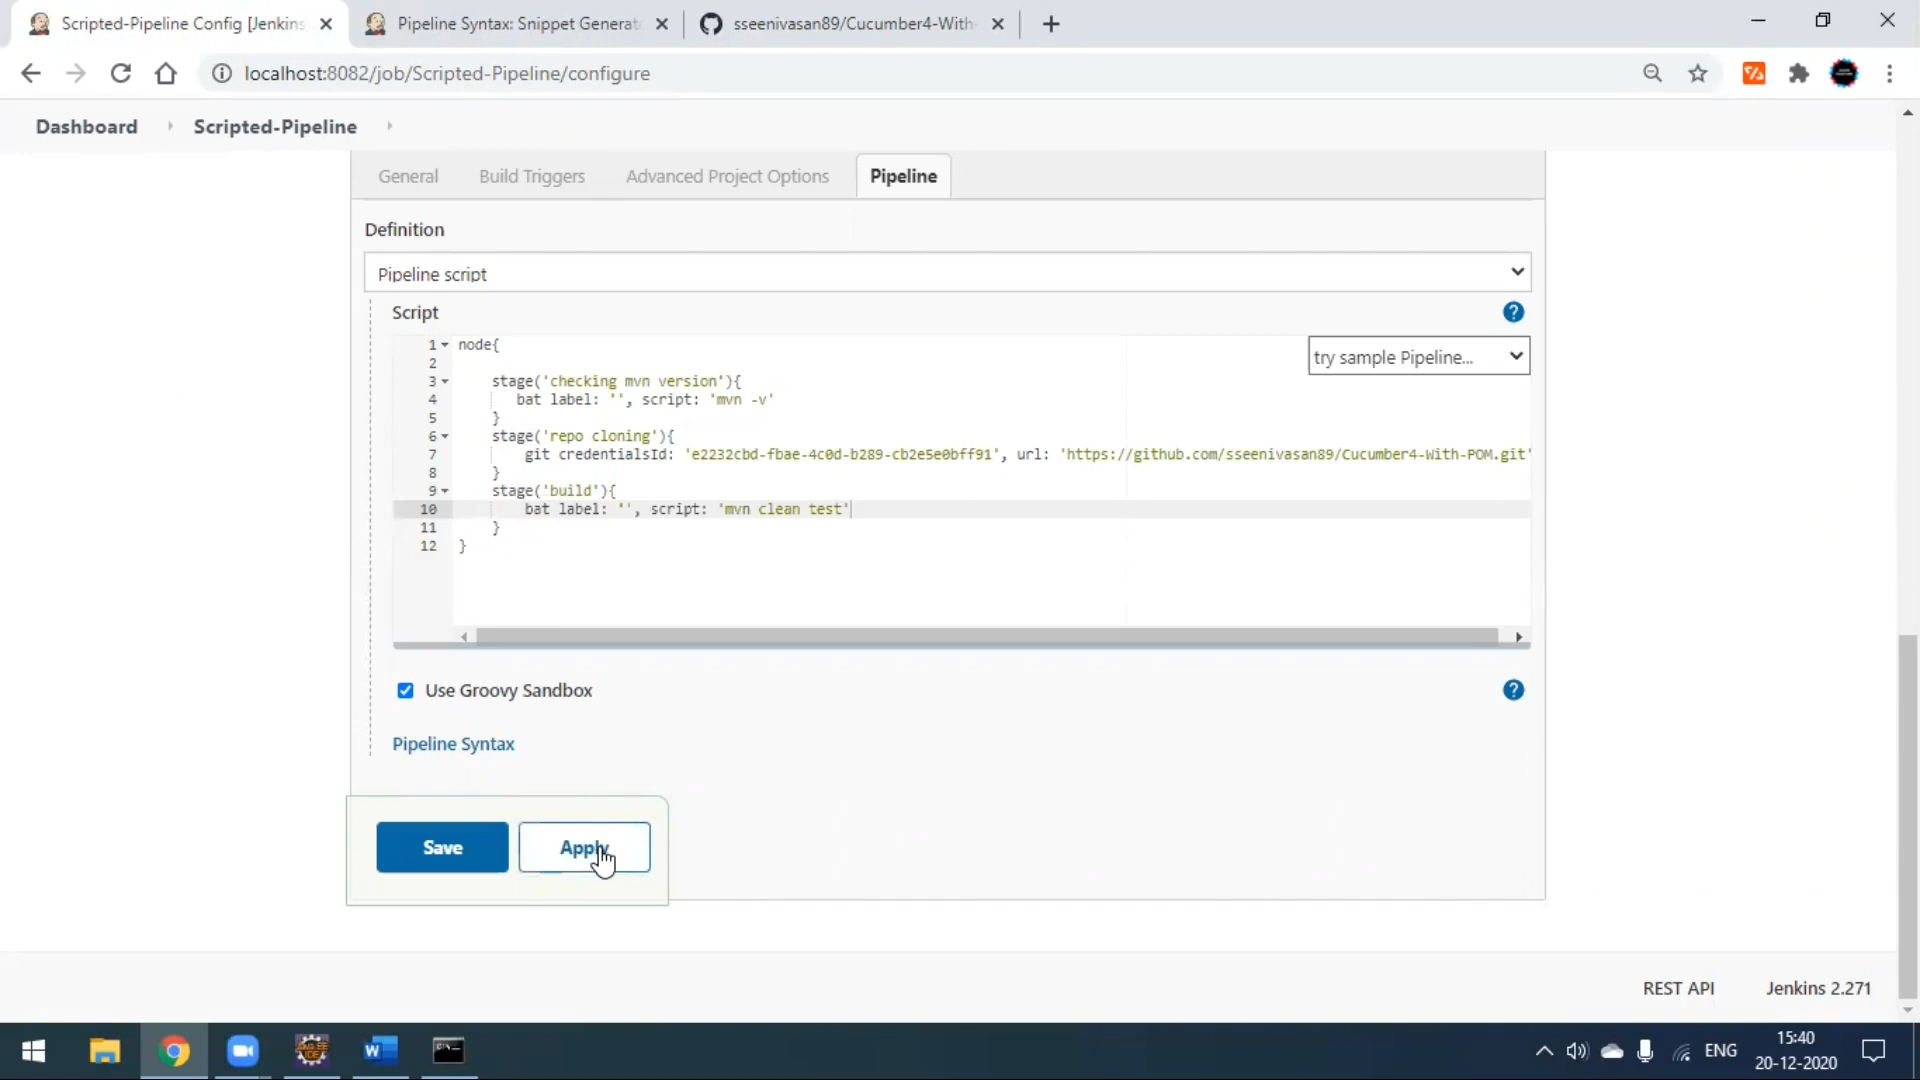 Scripted-Pipeline Config [Jenkins
Pipeline Syntax: Snippet Generat
sseenivasan89/Cucumber4-With-
localhost:8082/job/Scripted-Pipeline/configure
Dashboard
Scripted-Pipeline
General
Build Triggers
Advanced Project Options
Pipeline
Definition
Pipeline script
Script
try sample Pipeline...
1 node{
2
3 stage('checking mvn version'){
4 bat label: '', script: 'mvn -v'
5 }
6 stage('repo cloning'){
7 git credentialsId: 'e2232cbd-fbae-4c0d-b289-cb2e5e0bff91', url: 'https://github.com/sseenivasan89/Cucumber4-With-POM.git'
8 }
9 stage('build'){
10 bat label: '', script: 'mvn clean test'
11 }
12 }
Use Groovy Sandbox
Pipeline Syntax
Save
Apply
REST API
Jenkins 2.271
ENG
15:40
20-12-2020